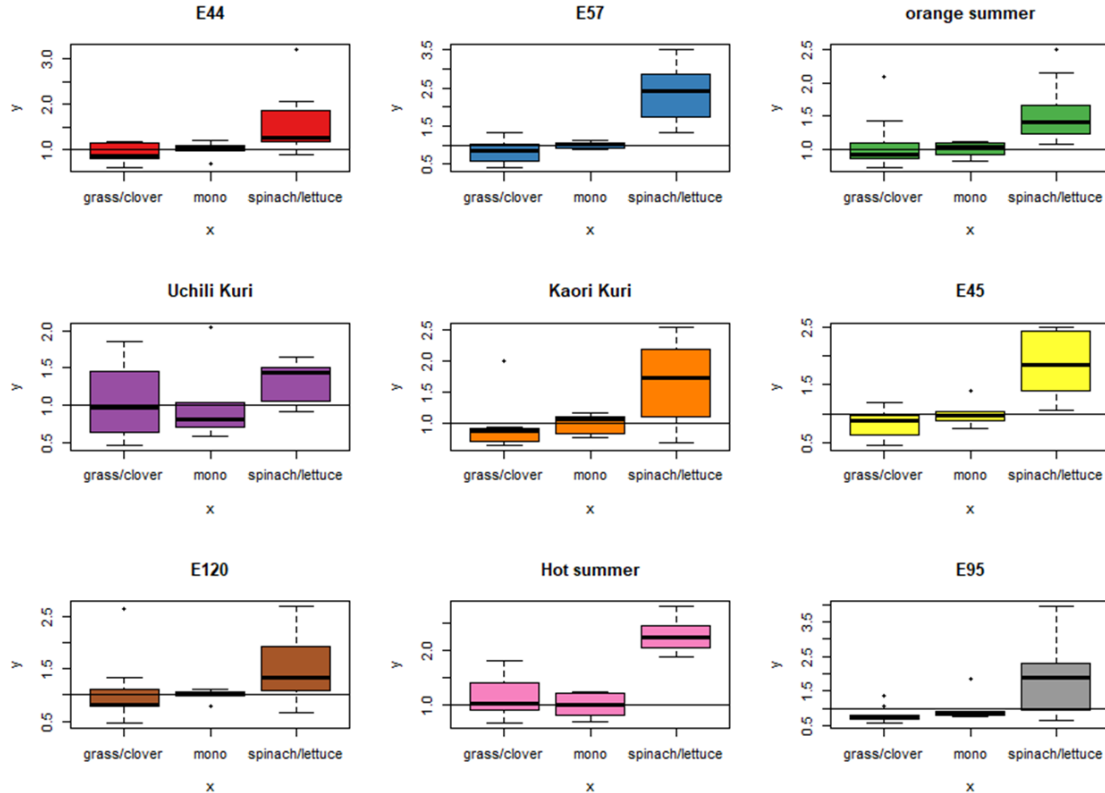 E44
E57
orange summer
y
1.0 2.0 3.0
y
0.5 1.5 2.5 3.5
y
1.0 1.5 2.0 2.5
grass/clover mono spinach/lettuce
grass/clover mono spinach/lettuce
grass/clover mono spinach/lettuce
x
x
x
Uchili Kuri
Kaori Kuri
E45
y
0.5 1.0 1.5 2.0
y
1.0 1.5 2.0 2.5
y
0.5 1.5 2.5
grass/clover mono spinach/lettuce
grass/clover mono spinach/lettuce
grass/clover mono spinach/lettuce
x
x
x
E120
Hot summer
E95
y
0.5 1.5 2.5
y
1.0 2.0
y
0.5 1.5 2.5 3.5
grass/clover mono spinach/lettuce
grass/clover mono spinach/lettuce
grass/clover mono spinach/lettuce
x
x
x